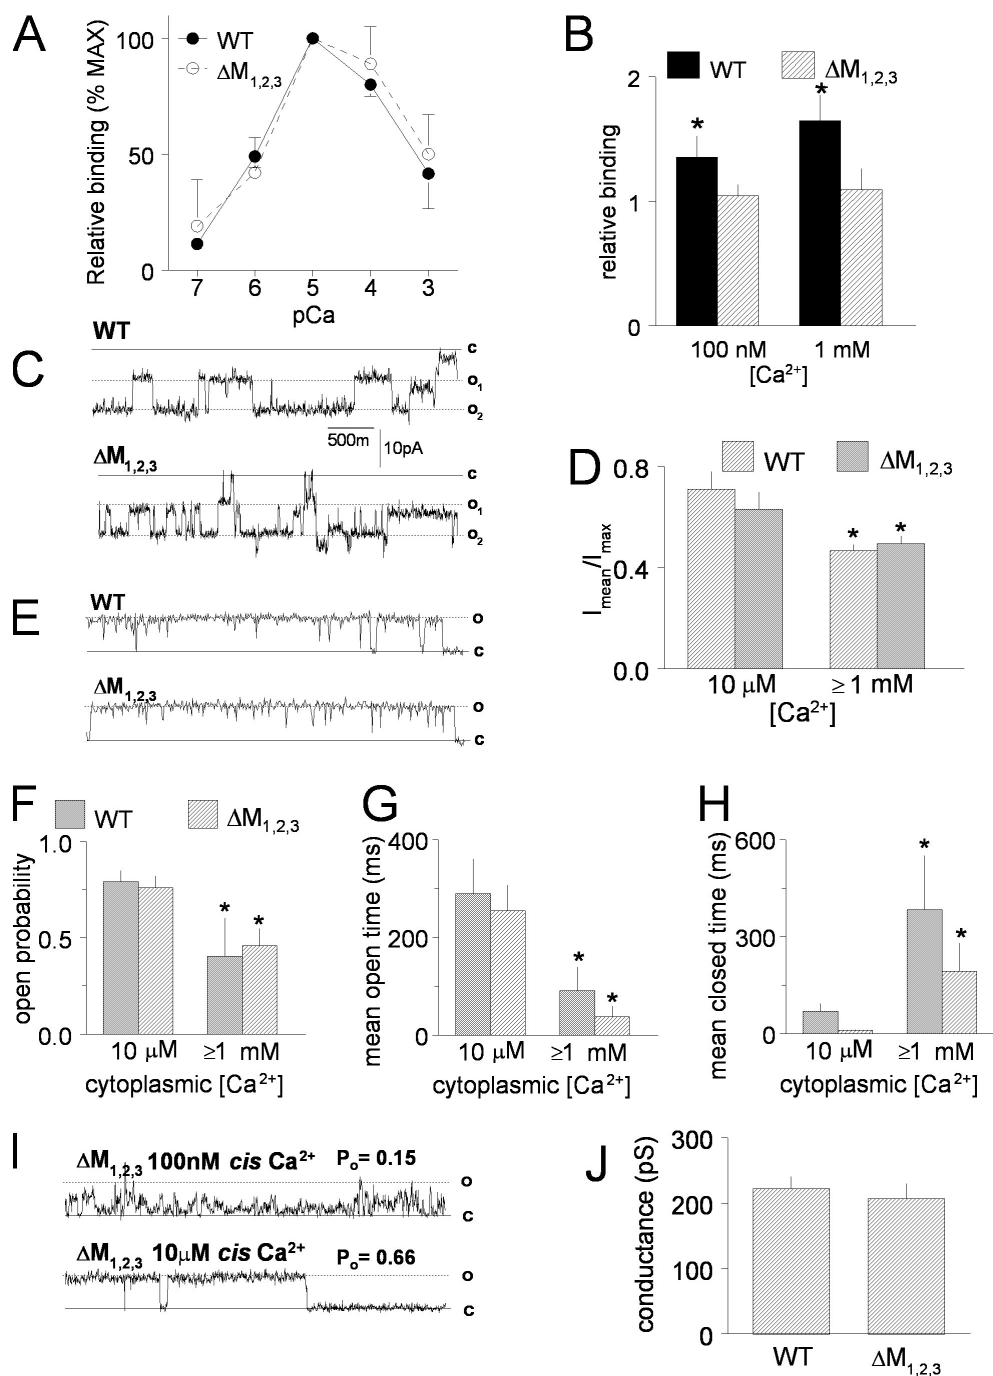 A
Relative binding (% MAX)
100
50
0
WT
ΔM1,2,3
7 6 5 4 3
pCa
B
WT
ΔM1,2,3
relative binding
2
1
0
* *
100 nM 1 mM
[Ca2+]
C
WT
c
o1
o2
500m
10pA
ΔM1,2,3
c
o1
o2
D
WT
ΔM1,2,3
Imean/Imax
0.8
0.4
0.0
* *
10 μM ≥ 1 mM
[Ca2+]
E
WT
o
c
ΔM1,2,3
o
c
F
WT
ΔM1,2,3
open probability
1.0
0.5
0.0
* *
10 μM ≥1 mM
cytoplasmic [Ca2+]
G
mean open time (ms)
400
200
0
* *
10 μM ≥1 mM
cytoplasmic [Ca2+]
H
mean closed time (ms)
600
300
0
* *
10 μM ≥1 mM
cytoplasmic [Ca2+]
I
ΔM1,2,3 100nM cis Ca2+ Po= 0.15
o
c
ΔM1,2,3 10μM cis Ca2+ Po= 0.66
o
c
J
conductance (pS)
300
200
100
0
WT ΔM1,2,3